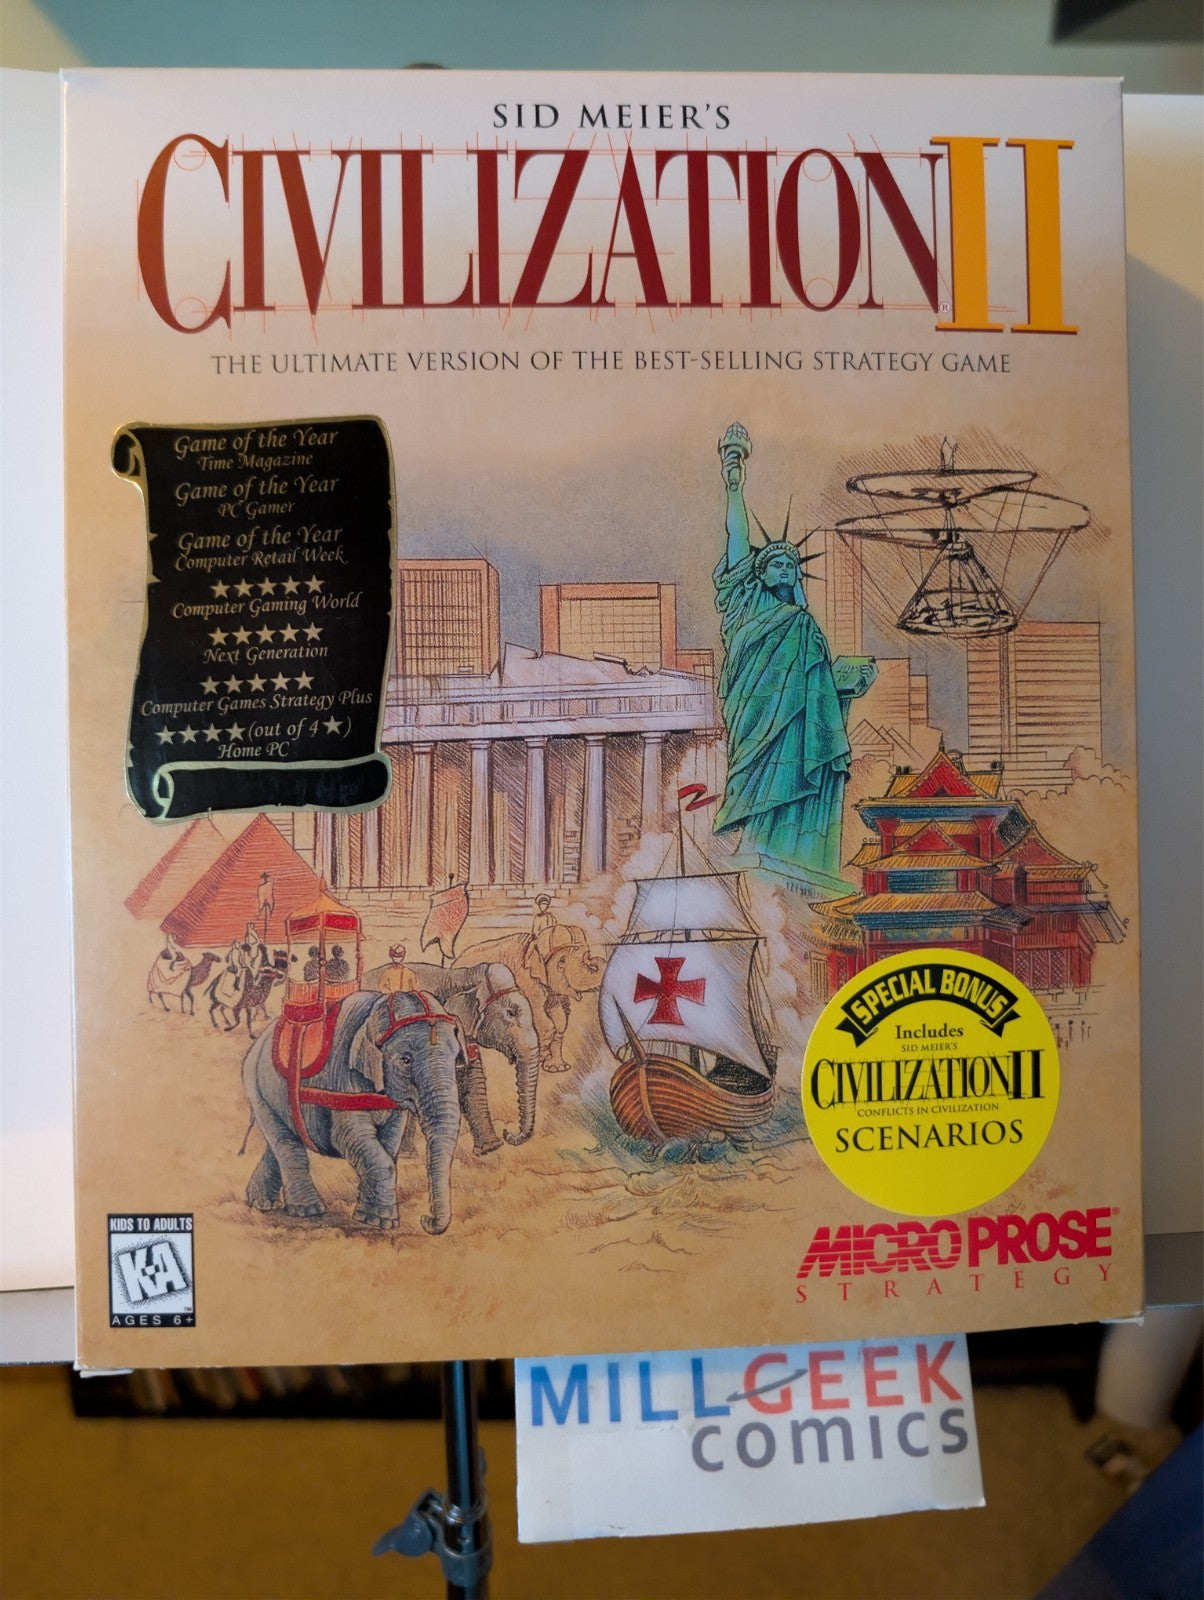 SID MEIER'S
CIVILIZATION II
®
THE ULTIMATE VERSION OF THE BEST-SELLING STRATEGY GAME
Game of the Year
Time Magazine
Game of the Year
PC Gamer
Game of the Year
Computer Retail Week
★★★★★
Computer Gaming World
★★★★★
Next Generation
★★★★★
Computer Games Strategy Plus
★★★★(out of 4★)
Home PC
SPECIAL BONUS
Includes
SID MEIER'S
CIVILIZATION II
CONFLICTS IN CIVILIZATION
SCENARIOS
KIDS TO ADULTS
K-A
™
AGES 6+
MICROPROSE®
STRATEGY
MILLGEEK
comics